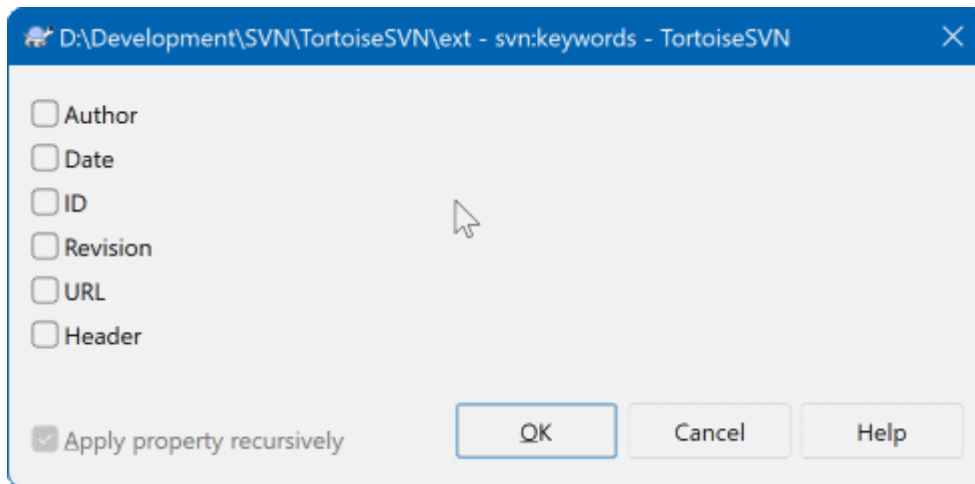 D:\Development\SVN\TortoiseSVN\ext - svn:keywords - TortoiseSVN
Author
Date
ID
Revision
URL
Header
Apply property recursively
OK
Cancel
Help